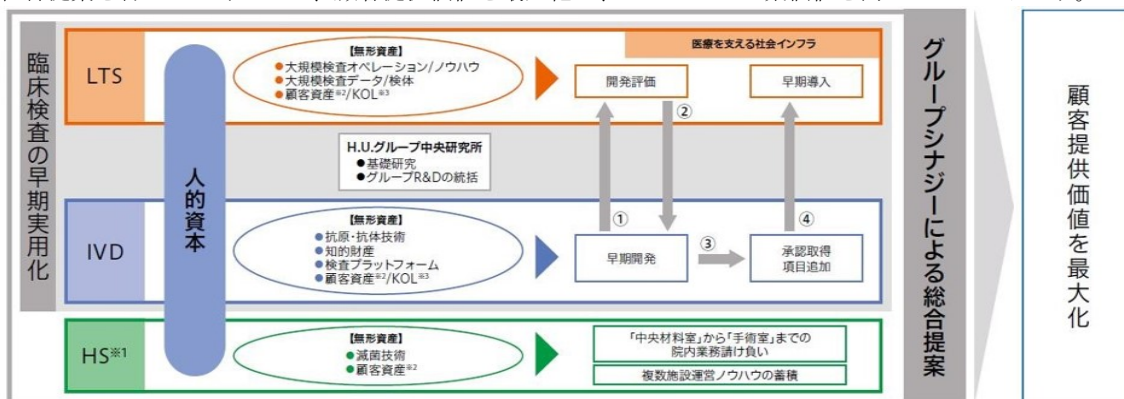 臨床検査の早期実用化
LTS
人的資本
【無形資産】
●大規模検査オペレーション/ノウハウ
●大規模検査データ/検体
●顧客資産※2/KOL※3
医療を支える社会インフラ
開発評価
早期導入
②
H.U.グループ中央研究所
●基礎研究
●グループR&Dの統括
①
④
IVD
【無形資産】
●抗原・抗体技術
●知的財産
●検査プラットフォーム
●顧客資産※2/KOL※3
早期開発
③
承認取得
項目追加
HS※1
【無形資産】
●滅菌技術
●顧客資産※2
「中央材料室」から「手術室」までの
院内業務請け負い
複数施設運営ノウハウの蓄積
グループシナジーによる総合提案
顧客提供価値を最大化